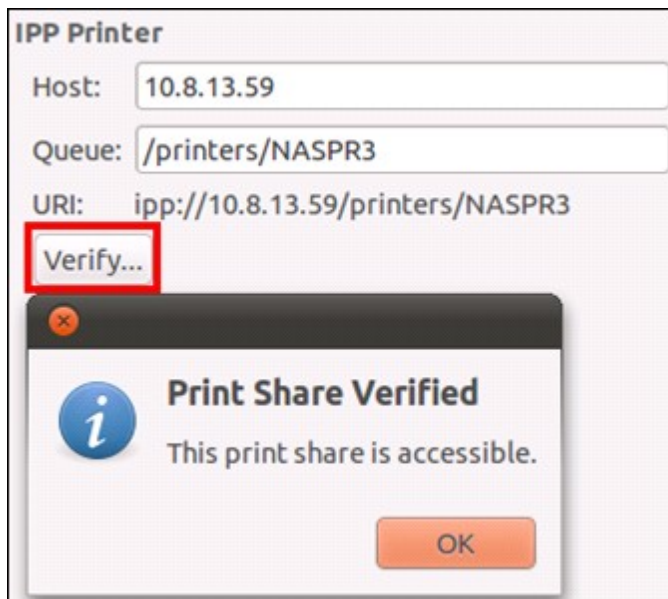 IPP Printer
Host: 10.8.13.59
Queue: /printers/NASPR3
URI: ipp://10.8.13.59/printers/NASPR3
Verify...
Print Share Verified
This print share is accessible.
OK